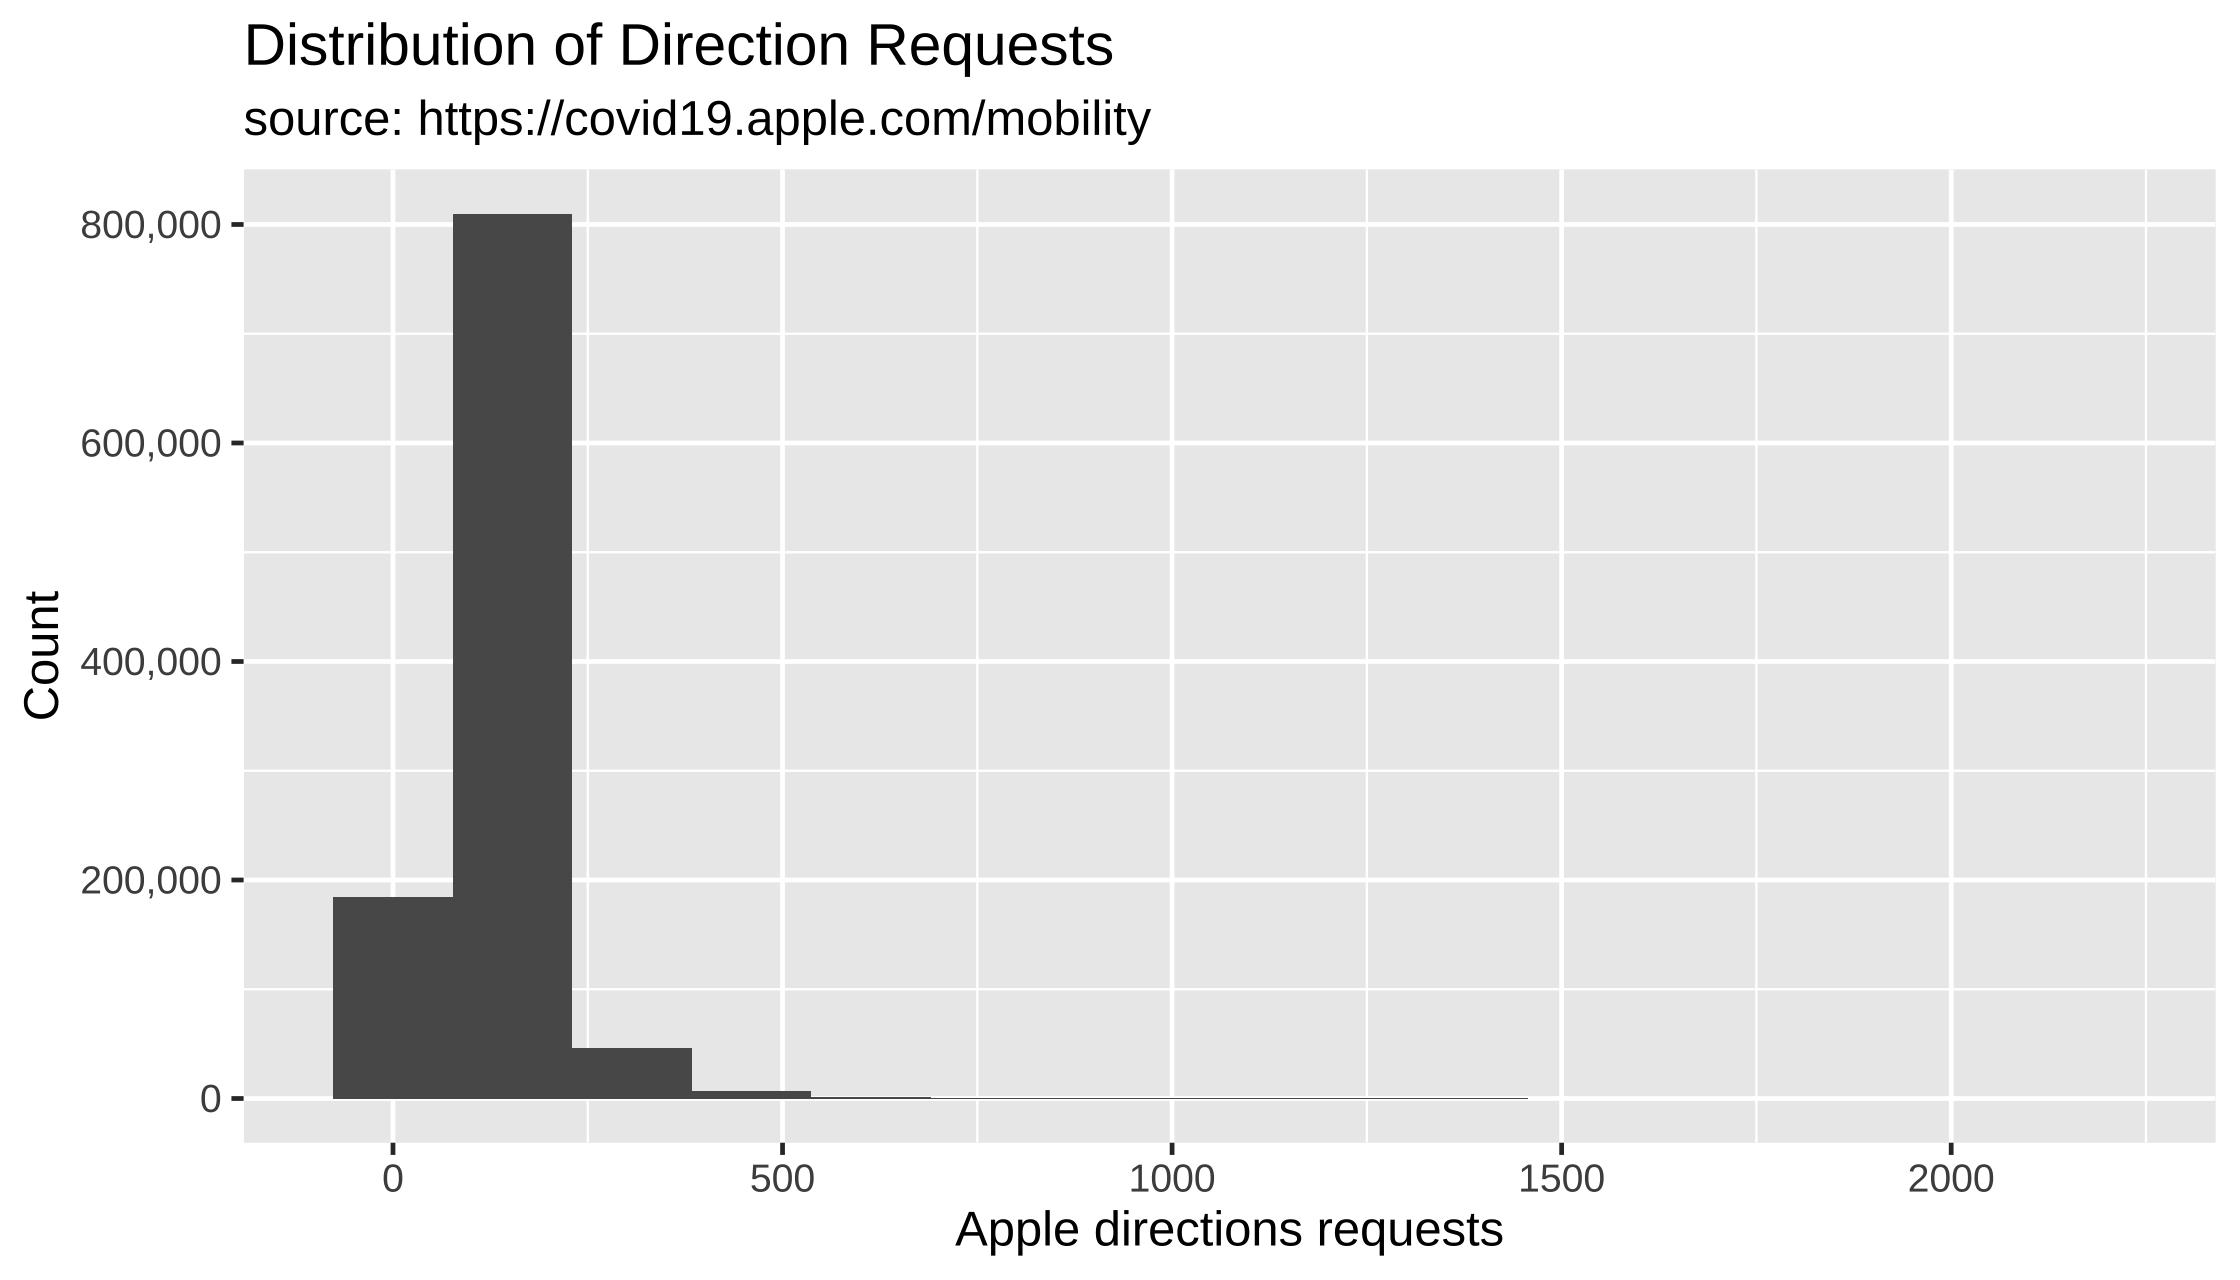 Distribution of Direction Requests
source: https://covid19.apple.com/mobility
800,000
600,000
400,000
200,000
0
Count
0 500 1000 1500 2000
Apple directions requests